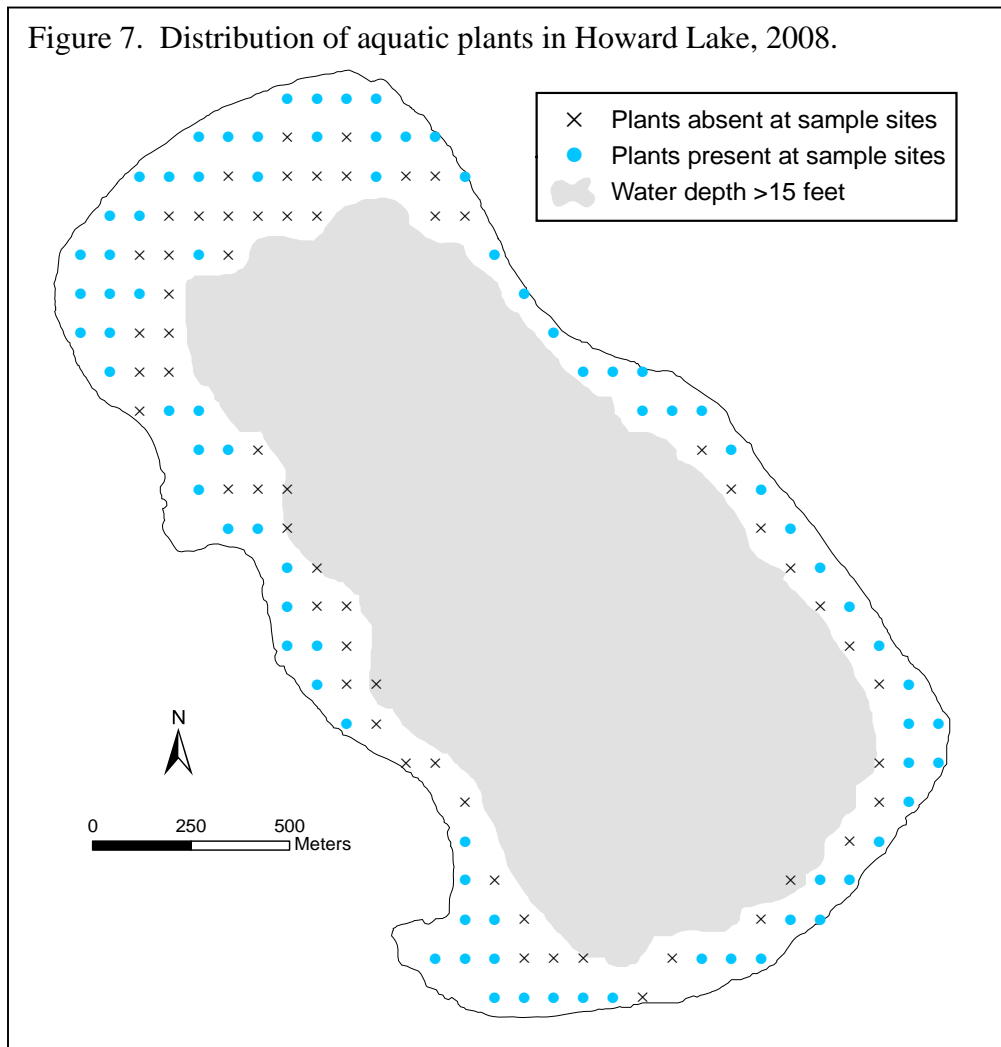 Figure 7.  Distribution of aquatic plants in Howard Lake, 2008.
Plants absent at sample sites
Plants present at sample sites
Water depth >15 feet
N
0 250 500
Meters